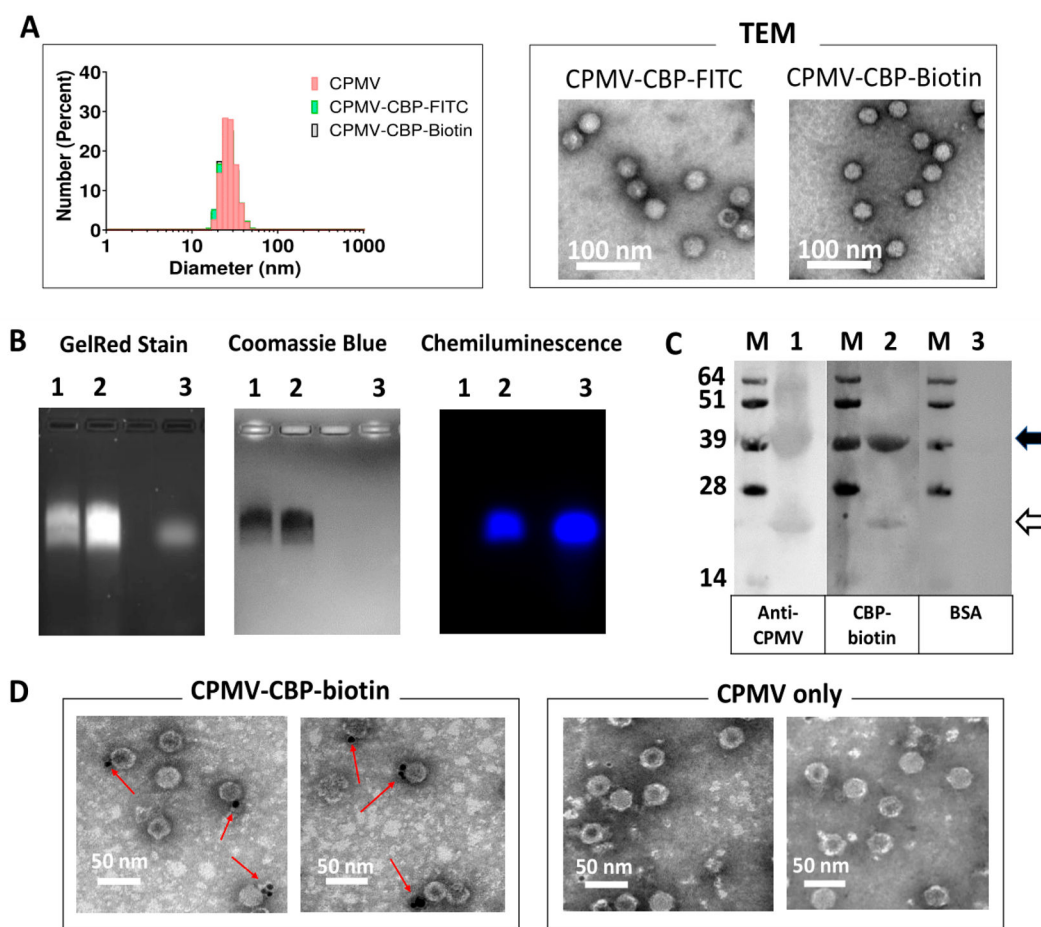 A
Number (Percent)
40
30
20
10
0
1
10
100
1000
Diameter (nm)
CPMV
CPMV-CBP-FITC
CPMV-CBP-Biotin
TEM
CPMV-CBP-FITC
CPMV-CBP-Biotin
100 nm
100 nm
B
GelRed Stain
Coomassie Blue
Chemiluminescence
1 2 3
1 2 3
1 2 3
C
M 1 M 2 M 3
64
51
39
28
14
Anti-
CPMV
CBP-
biotin
BSA
D
CPMV-CBP-biotin
CPMV only
50 nm
50 nm
50 nm
50 nm